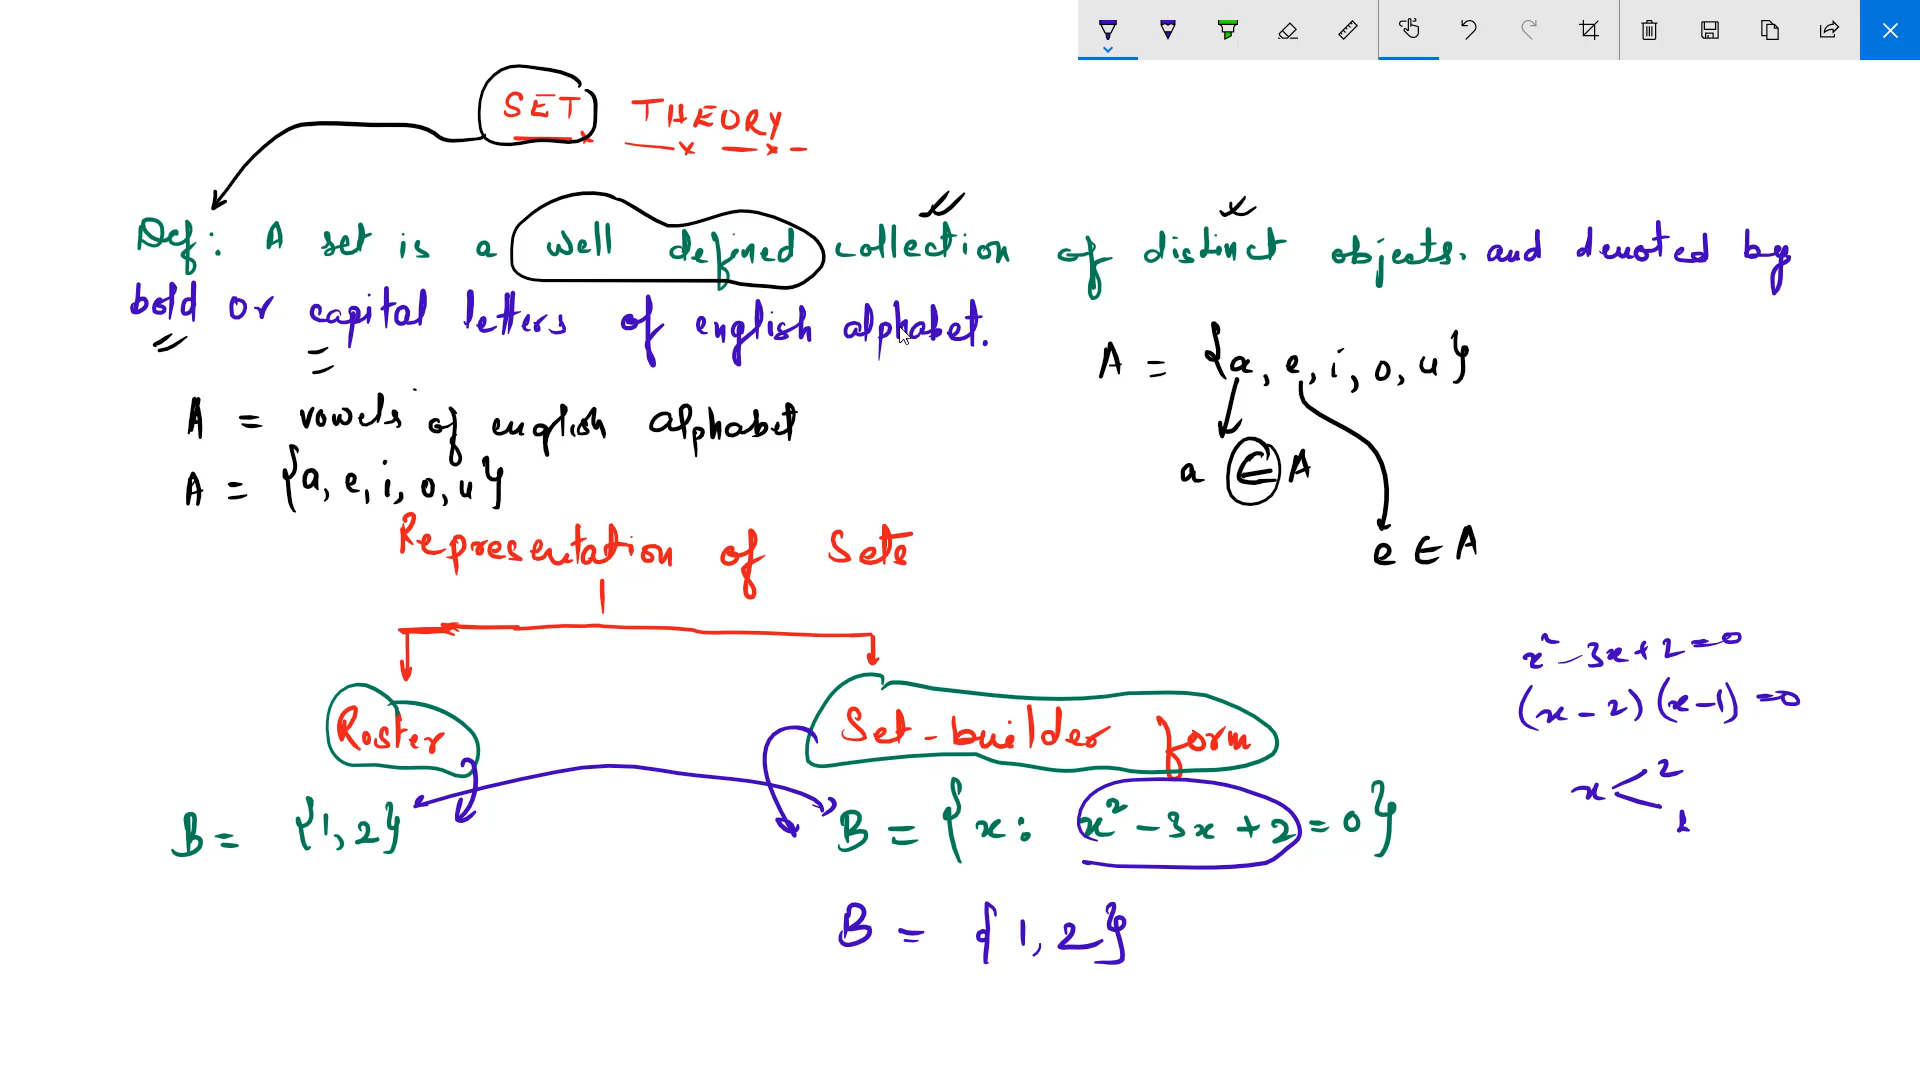 SET THEORY
Def: A set is a well defined collection of distinct objects. and denoted by
bold or capital letters of english alphabet.
A = {a, e, i, o, u}
A = vowels of english alphabet
a ∈ A
A = {a, e, i, o, u}
e ∈ A
Representation of Sets
x² - 3x + 2 = 0
(x - 2) (x - 1) = 0
Roster
Set-builder form
x < 2
1
B = {1, 2}
B = {x: x² - 3x + 2 = 0}
B = {1, 2}